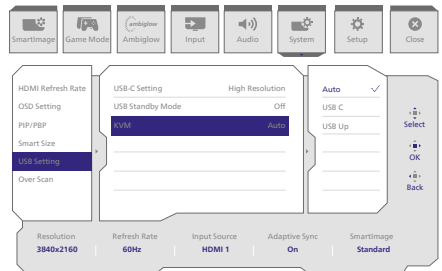 SmartImage
Game Mode
ambiglow
Ambiglow
Input
Audio
System
Setup
Close
HDMI Refresh Rate
OSD Setting
PIP/PBP
Smart Size
USB Setting
Over Scan
USB-C Setting High Resolution
USB Standby Mode Off
KVM Auto
Auto
USB C
USB Up
Select
OK
Back
Resolution Refresh Rate Input Source Adaptive Sync SmartImage
3840x2160 60Hz HDMI 1 On Standard